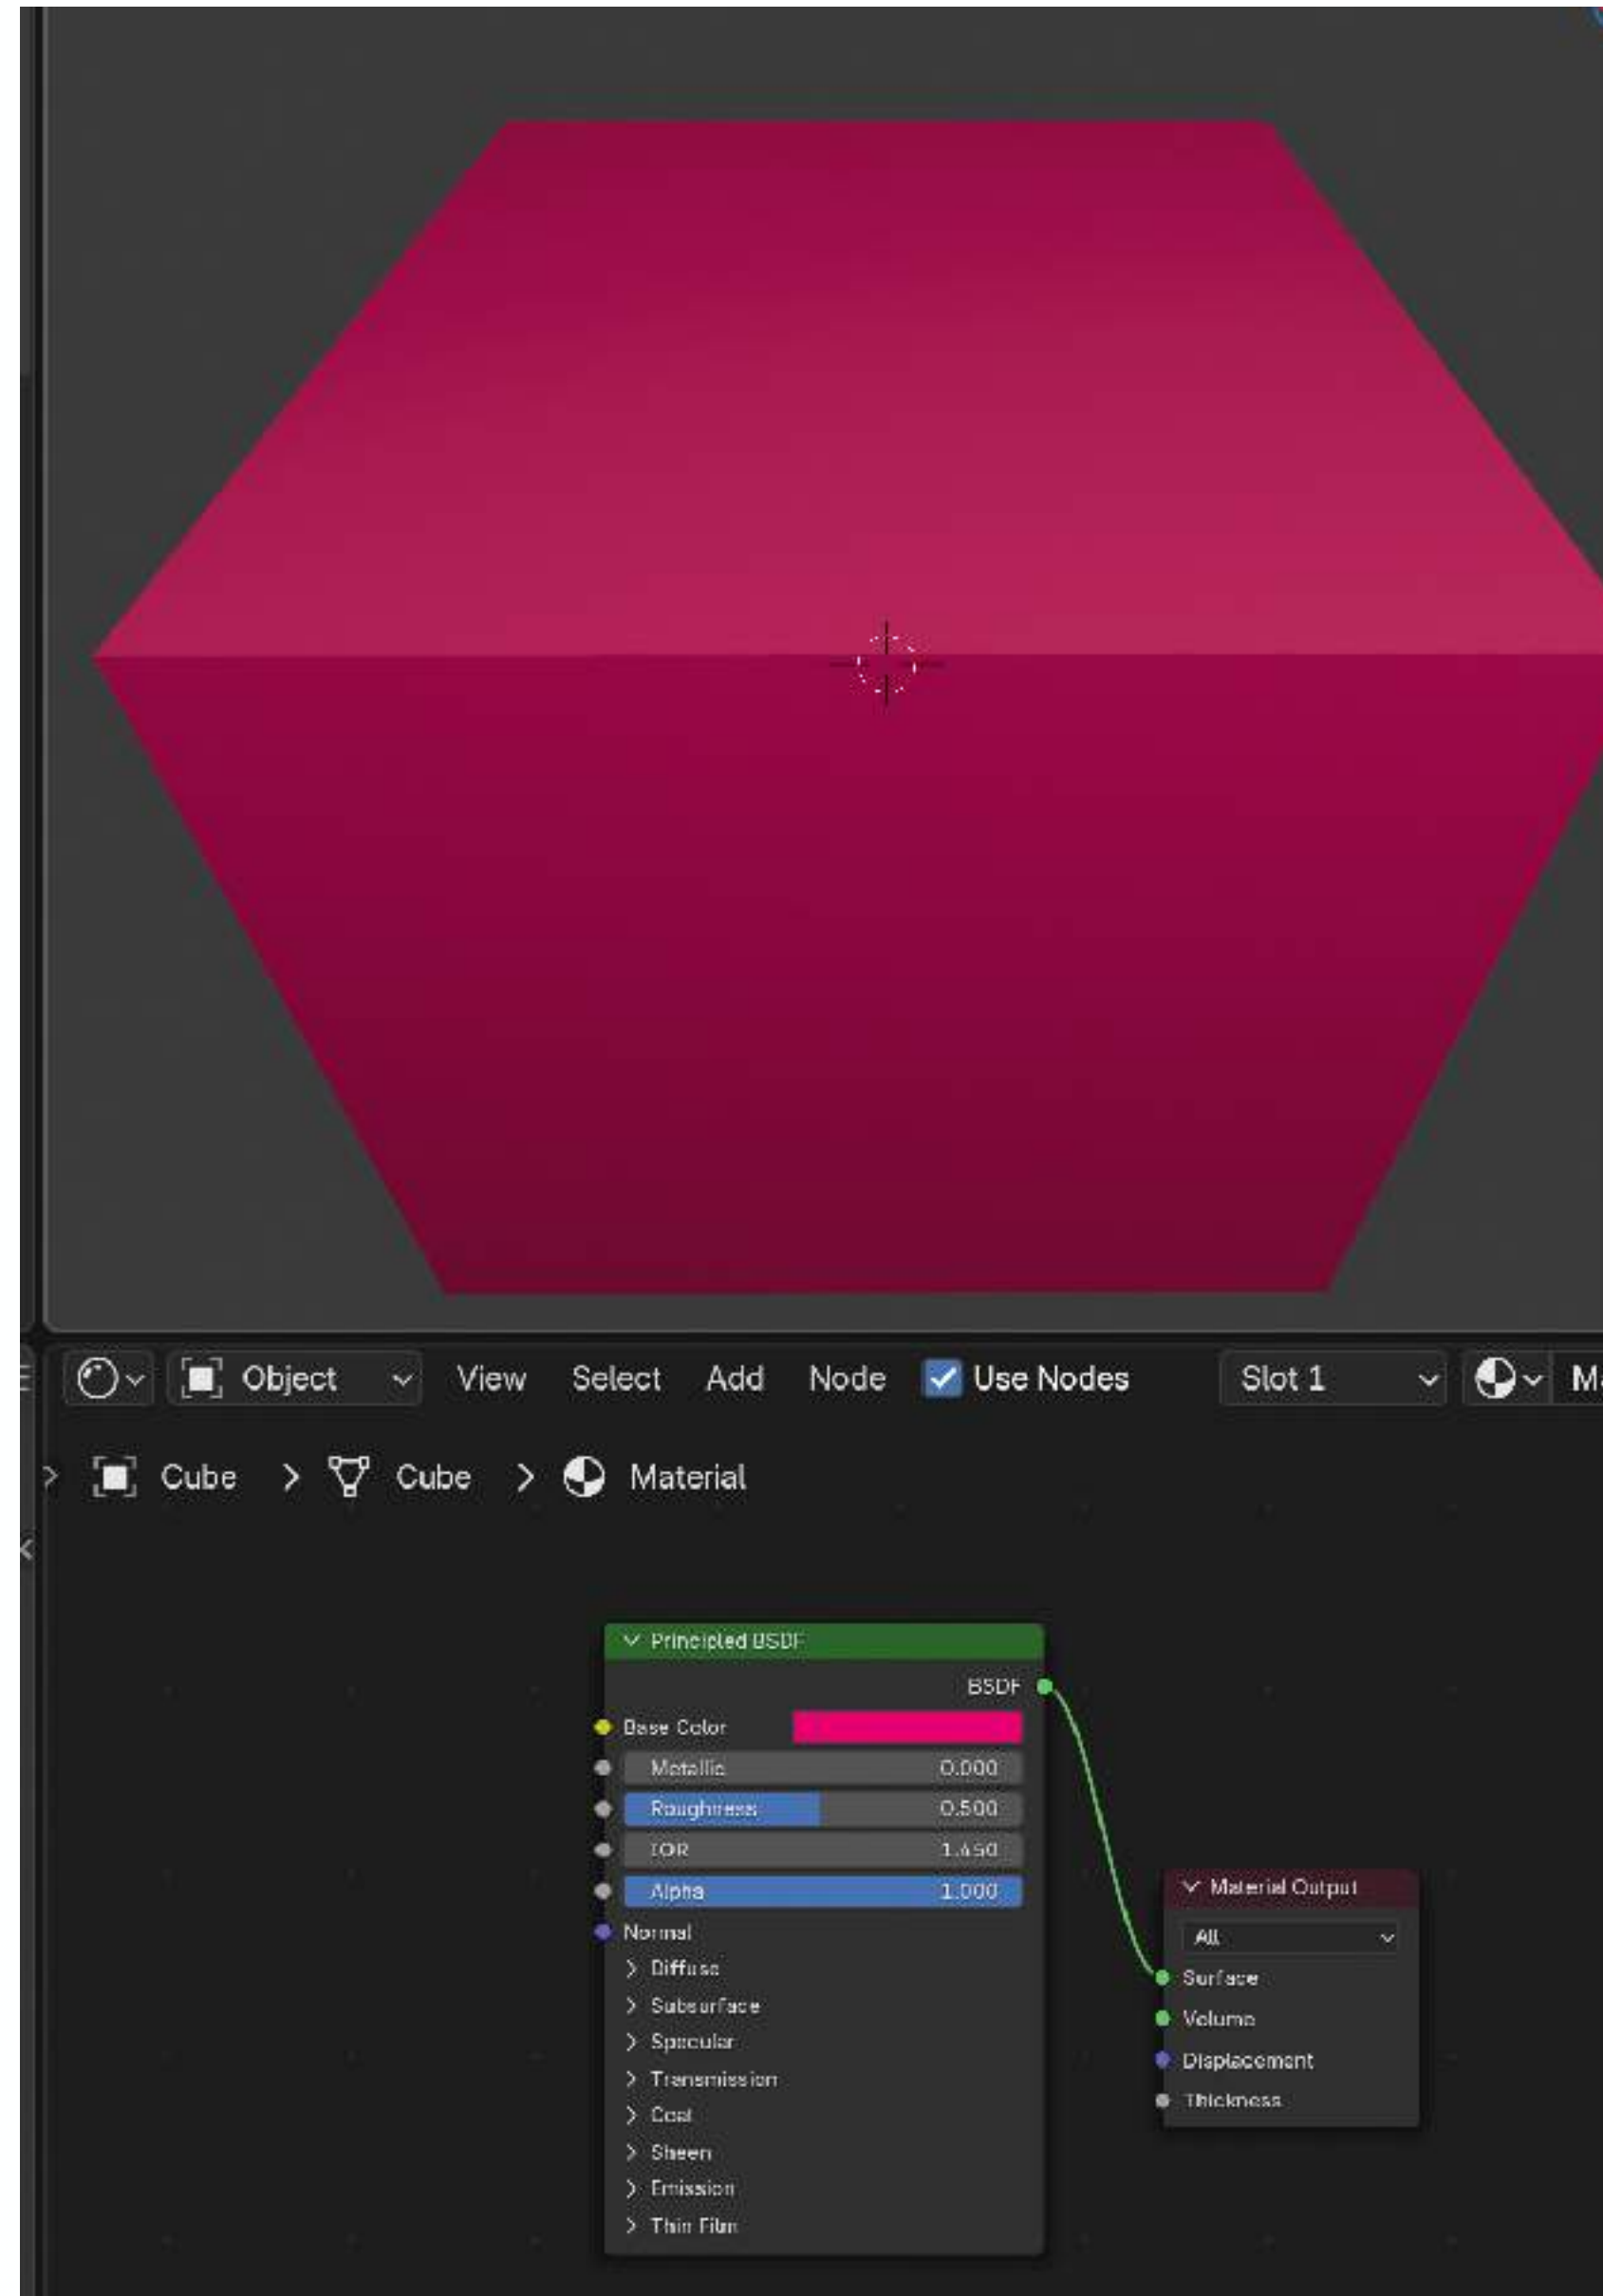 Object View Select Add Node Use Nodes Slot 1
Cube Cube Material
Principled BSDF
BSDF
Base Color
Metallic 0.000
Roughness 0.500
IOR 1.450
Alpha 1.000
Normal
Diffuse
Subsurface
Specular
Transmission
Coat
Sheen
Emission
Thin Film
Material Output
All
Surface
Volume
Displacement
Thickness